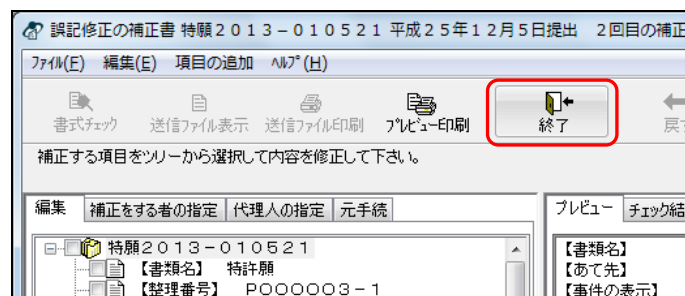 誤記修正の補正書 特願２０１３－０１０５２１ 平成２５年１２月５日提出 ２回目の補正
ﾌｧｲﾙ(F) 編集(E) 項目の追加 ﾍﾙﾌﾟ(H)
書式ﾁｪｯｸ 送信ﾌｧｲﾙ表示 送信ﾌｧｲﾙ印刷 ﾌﾟﾚﾋﾞｭｰ印刷 終了 戻す
補正する項目をﾂﾘｰから選択して内容を修正して下さい。
編集 補正をする者の指定 代理人の指定 元手続 ﾌﾟﾚﾋﾞｭｰ ﾁｪｯｸ結
特願２０１３－０１０５２１ 【書類名】
【書類名】 特許願 【あて先】
【整理番号】 Ｐ０００００３－１ 【事件の表示】